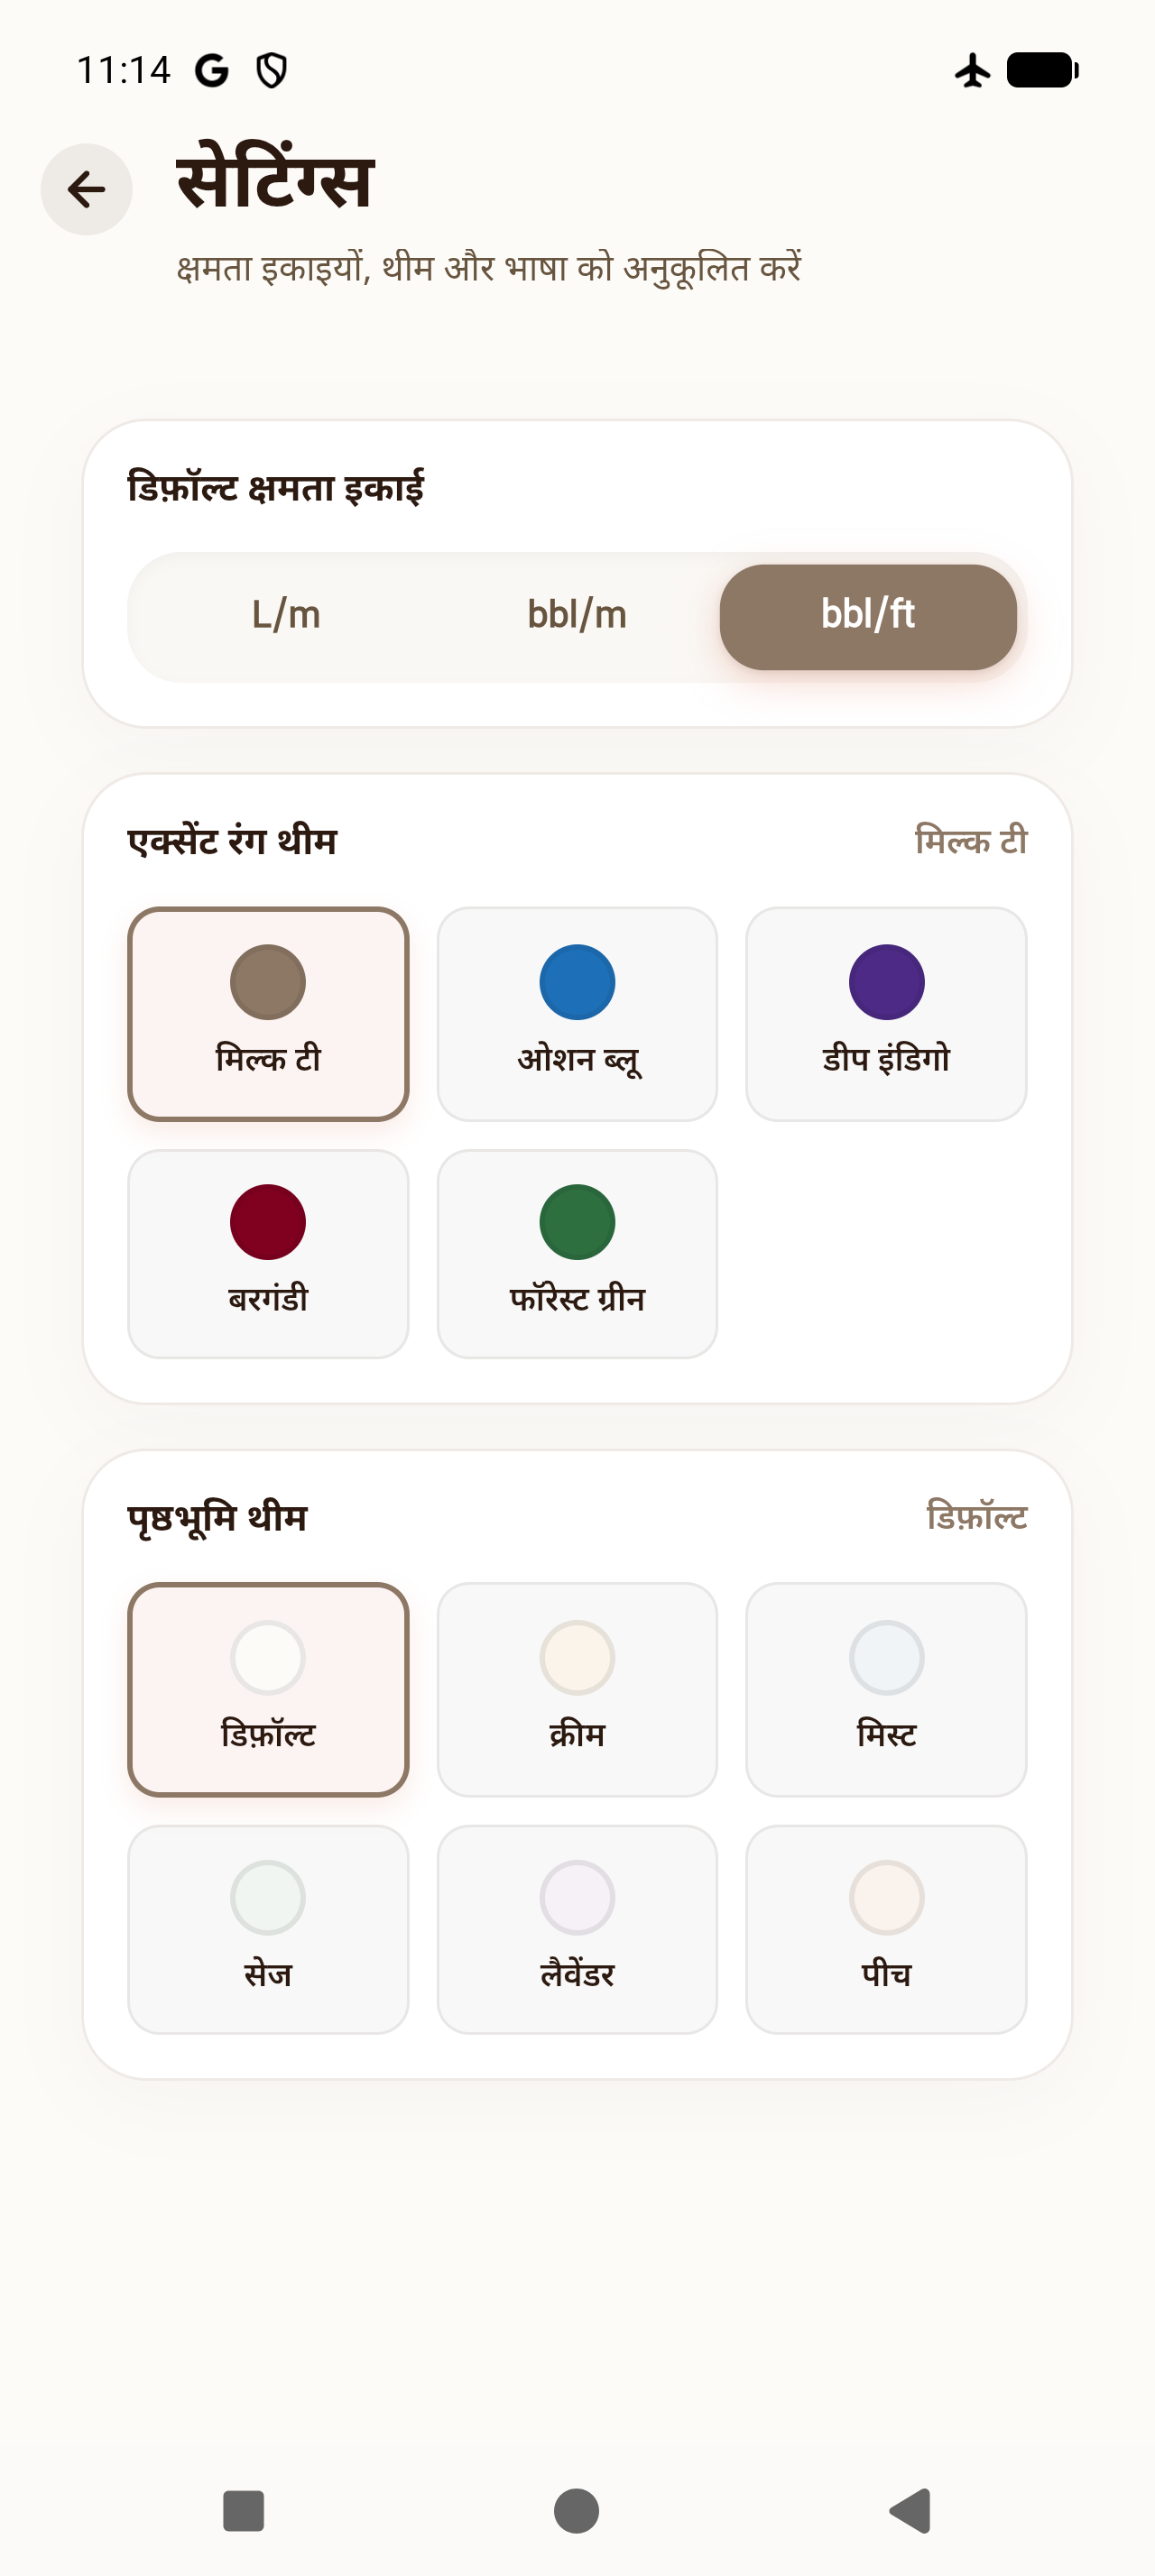 11:14
सेटिंग्स
क्षमता इकाइयों, थीम और भाषा को अनुकूलित करें
डिफ़ॉल्ट क्षमता इकाई
L/m bbl/m bbl/ft
एक्सेंट रंग थीम मिल्क टी
मिल्क टी ओशन ब्लू डीप इंडिगो
बरगंडी फॉरेस्ट ग्रीन
पृष्ठभूमि थीम डिफ़ॉल्ट
डिफ़ॉल्ट क्रीम मिस्ट
सेज लैवेंडर पीच